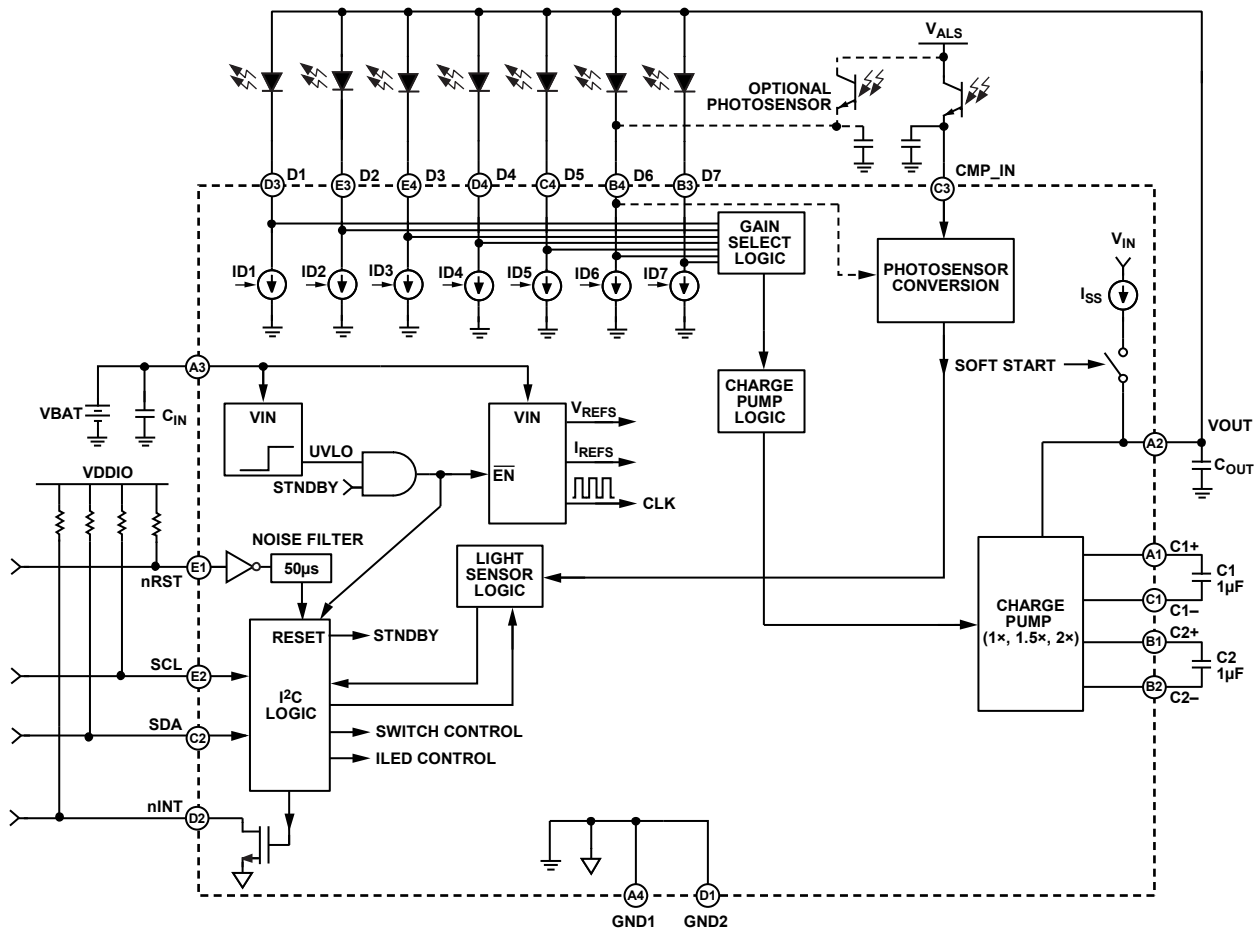 VALS
OPTIONAL
PHOTOSENSOR
D3 D1
E3 D2
E4 D3
D4 D4
C4 D5
B4 D6
B3 D7
C3 CMP_IN
GAIN
SELECT
LOGIC
PHOTOSENSOR
CONVERSION
VIN
ISS
ID1
ID2
ID3
ID4
ID5
ID6
ID7
A3
SOFT START
VBAT
CIN
VIN
UVLO
STNDBY
VIN
EN
VREFS
IREFS
CLK
CHARGE
PUMP
LOGIC
A2
VOUT
COUT
VDDIO
NOISE FILTER
50µs
E1
nRST
LIGHT
SENSOR
LOGIC
CHARGE
PUMP
(1×, 1.5×, 2×)
A1 C1+
C1
1µF
C1 C1–
B1 C2+
C2
1µF
B2 C2–
RESET
STNDBY
SCL
E2
I2C
LOGIC
SDA
C2
SWITCH CONTROL
ILED CONTROL
nINT
D2
A4
GND1
D1
GND2